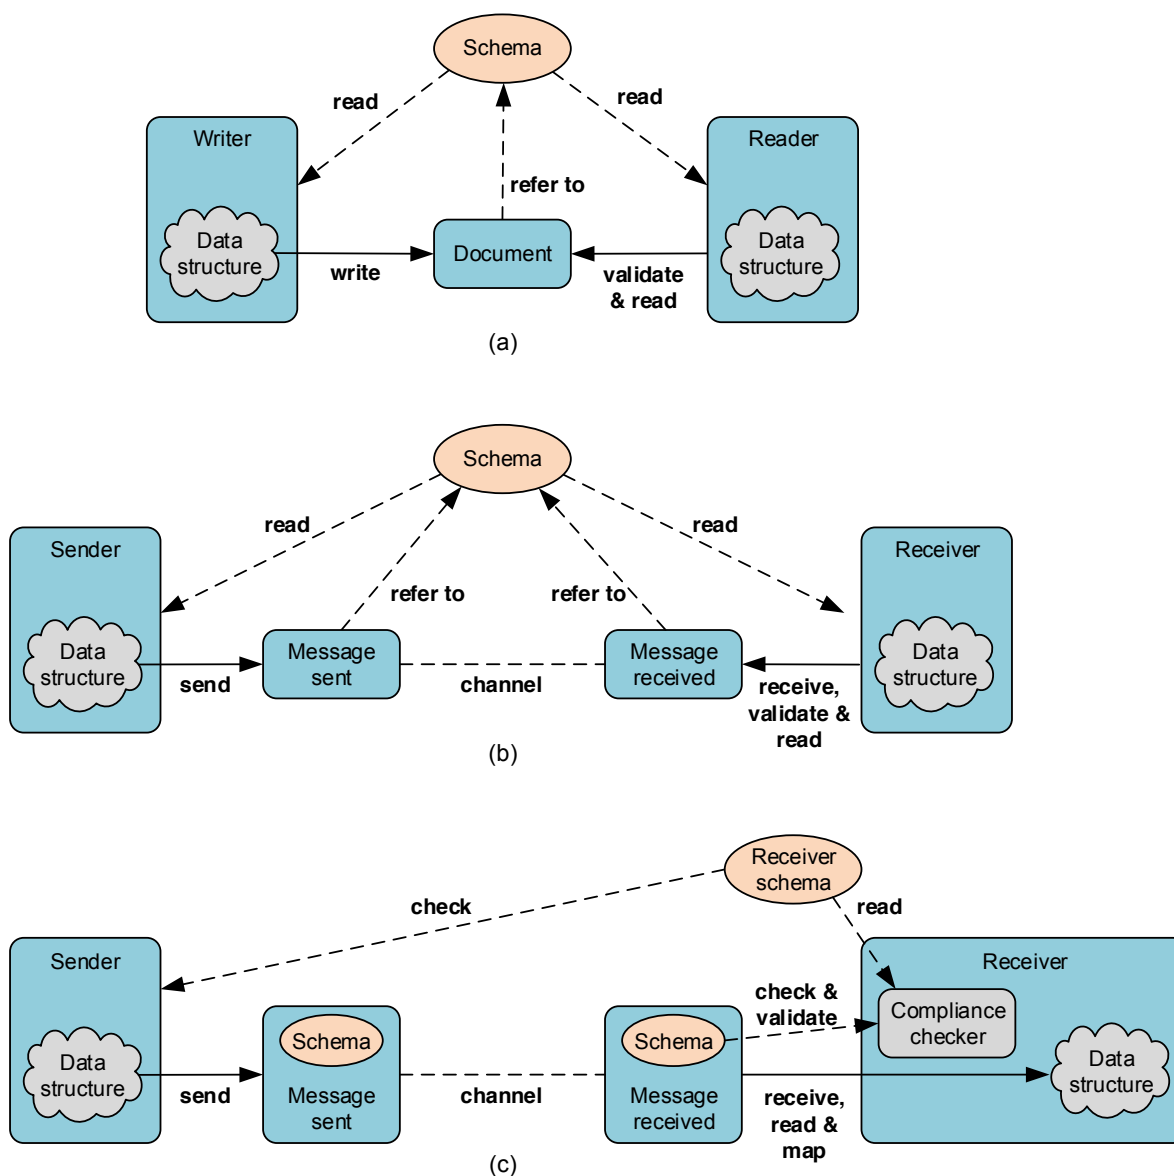 Schema
read
read
Writer
Reader
refer to
Data
structure
Document
Data
structure
write
validate
& read
(a)
Schema
read
read
Sender
Receiver
refer to
refer to
Data
structure
Message
sent
Message
received
Data
structure
send
channel
receive,
validate &
read
(b)
Receiver
schema
check
read
Sender
Receiver
check &
validate
Compliance
checker
Schema
Schema
Data
structure
Data
structure
Message
sent
Message
received
send
channel
receive,
read &
map
(c)